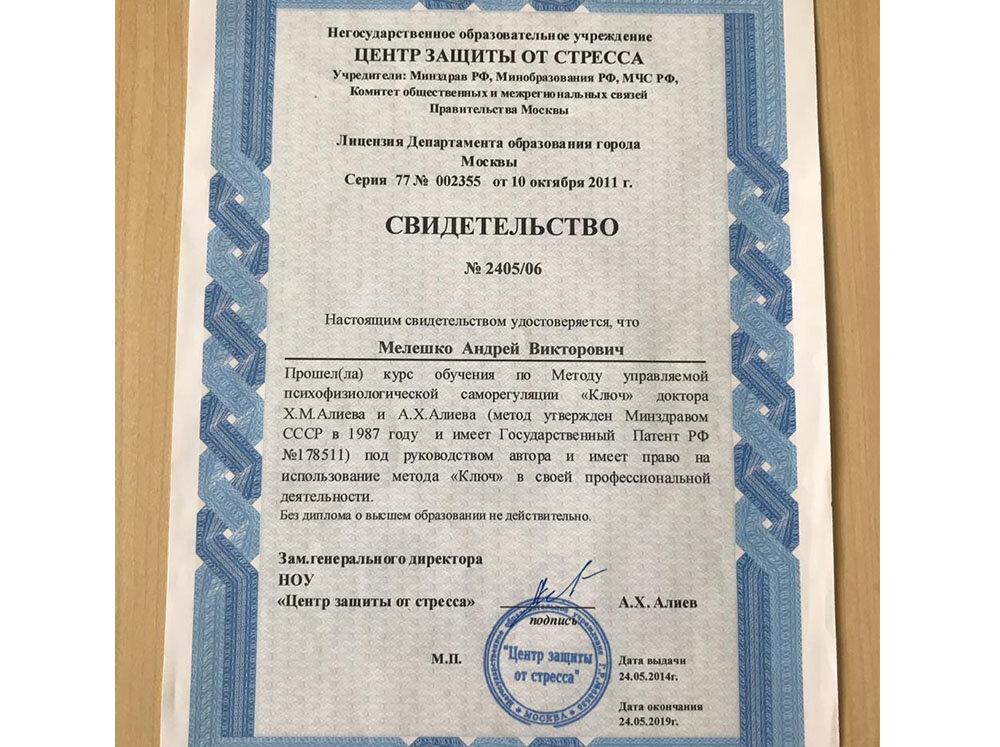 Негосударственное образовательное учреждение
ЦЕНТР ЗАЩИТЫ ОТ СТРЕССА
Учредители: Минздрав РФ, Минобразования РФ, МЧС РФ,
Комитет общественных и межрегиональных связей
Правительства Москвы
Лицензия Департамента образования города
Москвы
Серия 77 № 002355 от 10 октября 2011 г.
СВИДЕТЕЛЬСТВО
№ 2405/06
Настоящим свидетельством удостоверяется, что
Мелешко Андрей Викторович
Прошел(ла) курс обучения по Методу управляемой
психофизиологической саморегуляции «Ключ» доктора
Х.М.Алиева и А.Х.Алиева (метод утвержден Минздравом
СССР в 1987 году и имеет Государственный Патент РФ
№178511) под руководством автора и имеет право на
использование метода «Ключ» в своей профессиональной
деятельности.
Без диплома о высшем образовании не действительно.
Зам.генерального директора
НОУ
«Центр защиты от стресса»
А.Х. Алиев
подпись
М.П.
"Центр защиты
от стресса"
МОСКВА
Дата выдачи
24.05.2014г.
Дата окончания
24.05.2019г.